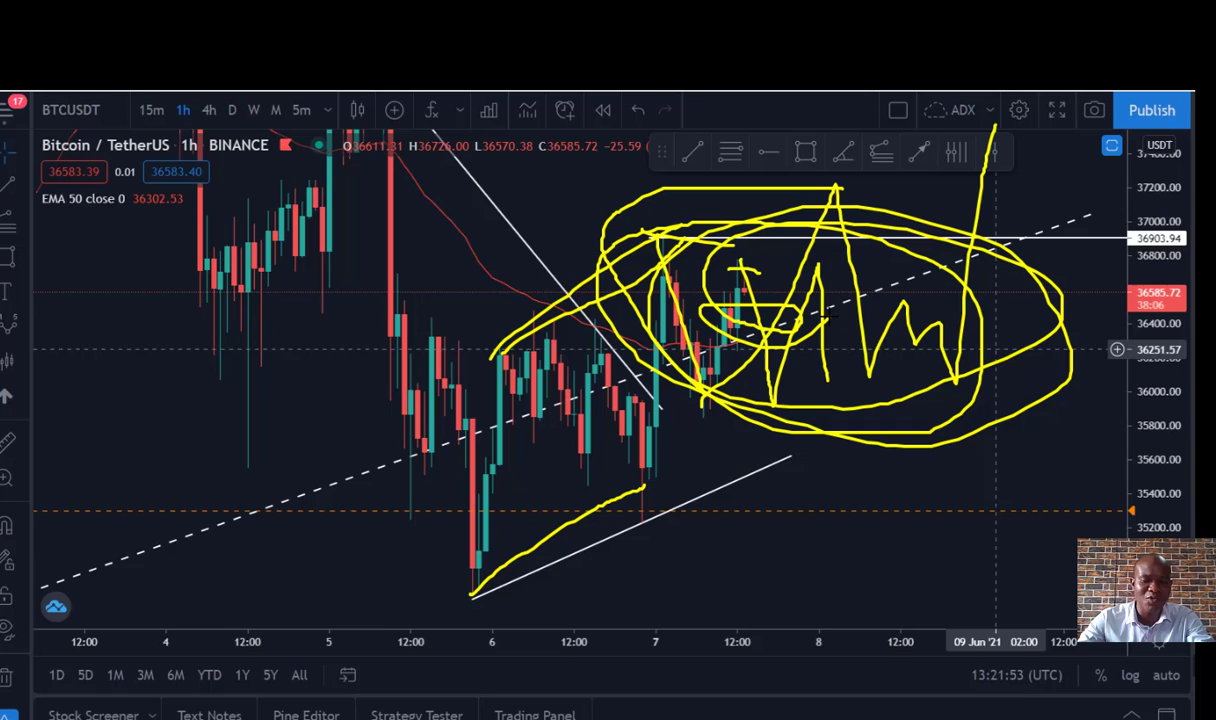 17
BTCUSDT 15m 1h 4h D W M 5m ADX Publish
Bitcoin / TetherUS 1h BINANCE O36611.31 H36726.00 L36570.38 C36585.72 −25.59
36583.39 0.01 36583.40
EMA 50 close 0 36302.53
USDT
37200.00
37000.00
36903.94
36800.00
36585.72
38:06
36400.00
36251.57
36000.00
35800.00
35600.00
35400.00
35200.00
12:00 4 12:00 5 12:00 6 12:00 7 12:00 8 12:00 09 Jun '21 02:00 12:00
1D 5D 1M 3M 6M YTD 1Y 5Y All 13:21:53 (UTC) % log auto
Stock Screener Text Notes Pine Editor Strategy Tester Trading Panel